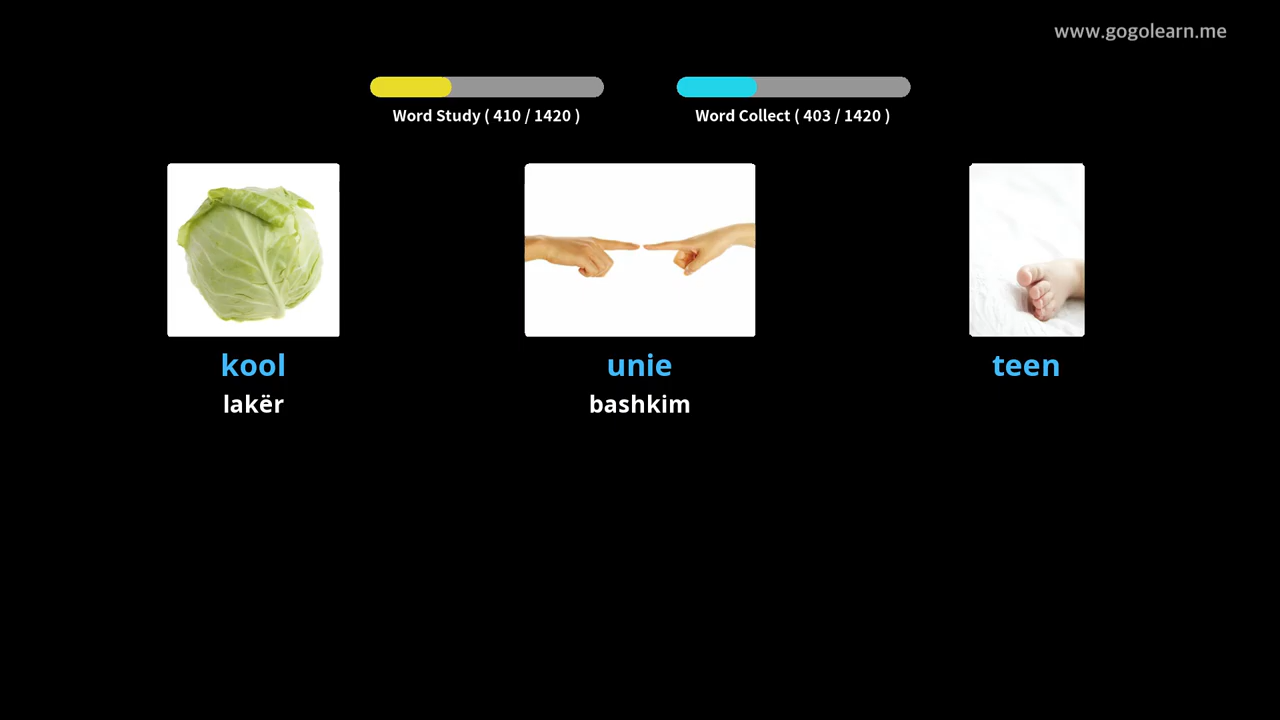 www.gogolearn.me
Word Study ( 410 / 1420 )
Word Collect ( 403 / 1420 )
kool
unie
teen
lakër
bashkim